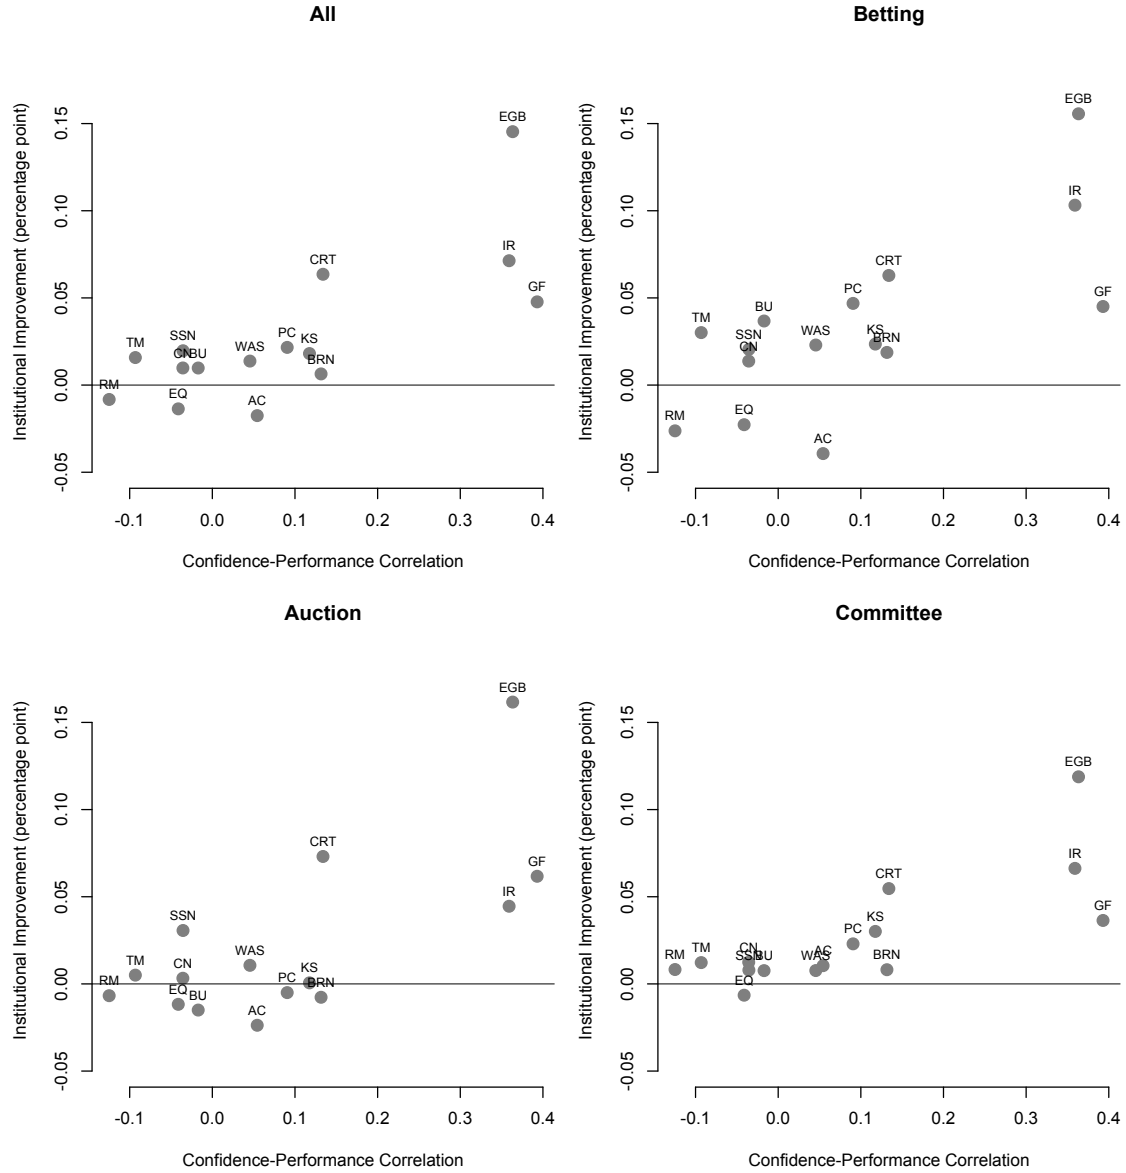 All
Institutional Improvement (percentage point)
0.15
0.10
0.05
0.00
-0.05
EGB
IR
CRT
GF
TM
SSN
CN
BU
WAS
PC
KS
BRN
RM
EQ
AC
-0.1 0.0 0.1 0.2 0.3 0.4
Confidence-Performance Correlation
Betting
Institutional Improvement (percentage point)
0.15
0.10
0.05
0.00
-0.05
EGB
IR
CRT
PC
GF
TM
BU
SSN
CN
WAS
KS
BRN
RM
EQ
AC
-0.1 0.0 0.1 0.2 0.3 0.4
Confidence-Performance Correlation
Auction
Institutional Improvement (percentage point)
0.15
0.10
0.05
0.00
-0.05
EGB
CRT
GF
IR
SSN
WAS
TM
CN
KS
RM
EQ
BU
PC
BRN
AC
-0.1 0.0 0.1 0.2 0.3 0.4
Confidence-Performance Correlation
Committee
Institutional Improvement (percentage point)
0.15
0.10
0.05
0.00
-0.05
EGB
IR
CRT
GF
KS
PC
RM
TM
CN
SSN
BU
WAS
AC
BRN
EQ
-0.1 0.0 0.1 0.2 0.3 0.4
Confidence-Performance Correlation